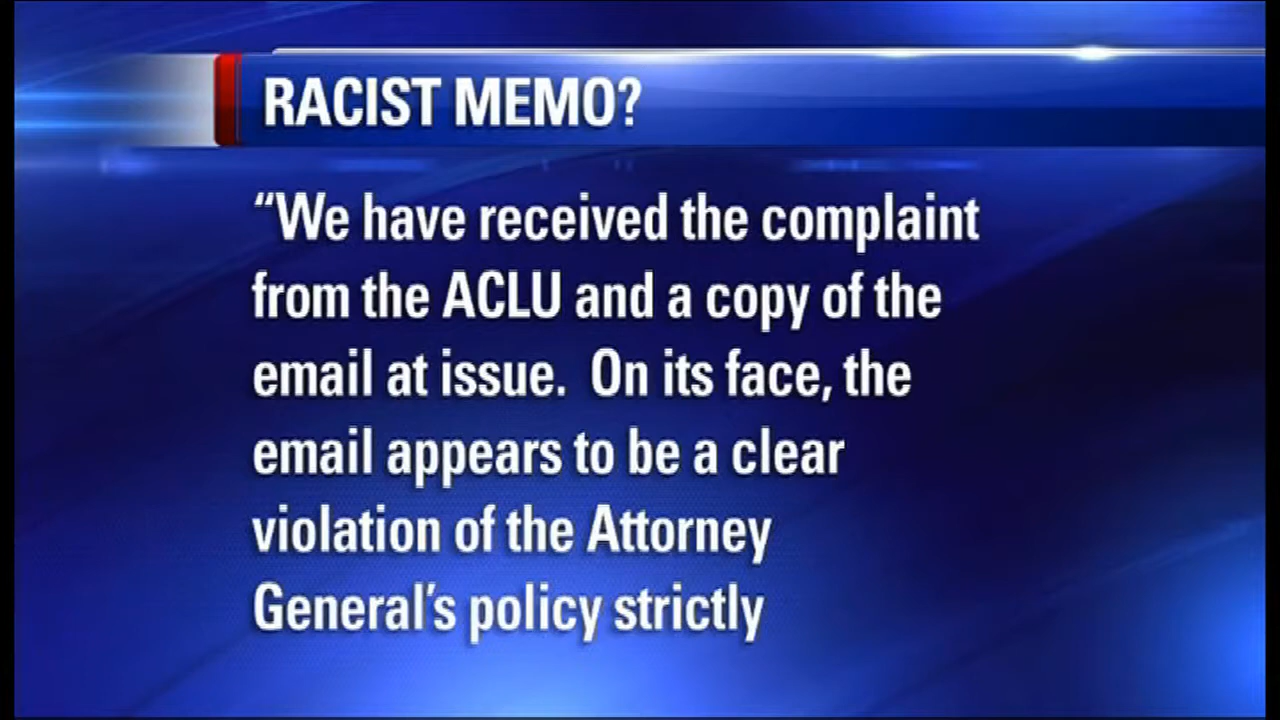 RACIST MEMO?
“We have received the complaint
from the ACLU and a copy of the
email at issue.  On its face, the
email appears to be a clear
violation of the Attorney
General’s policy strictly